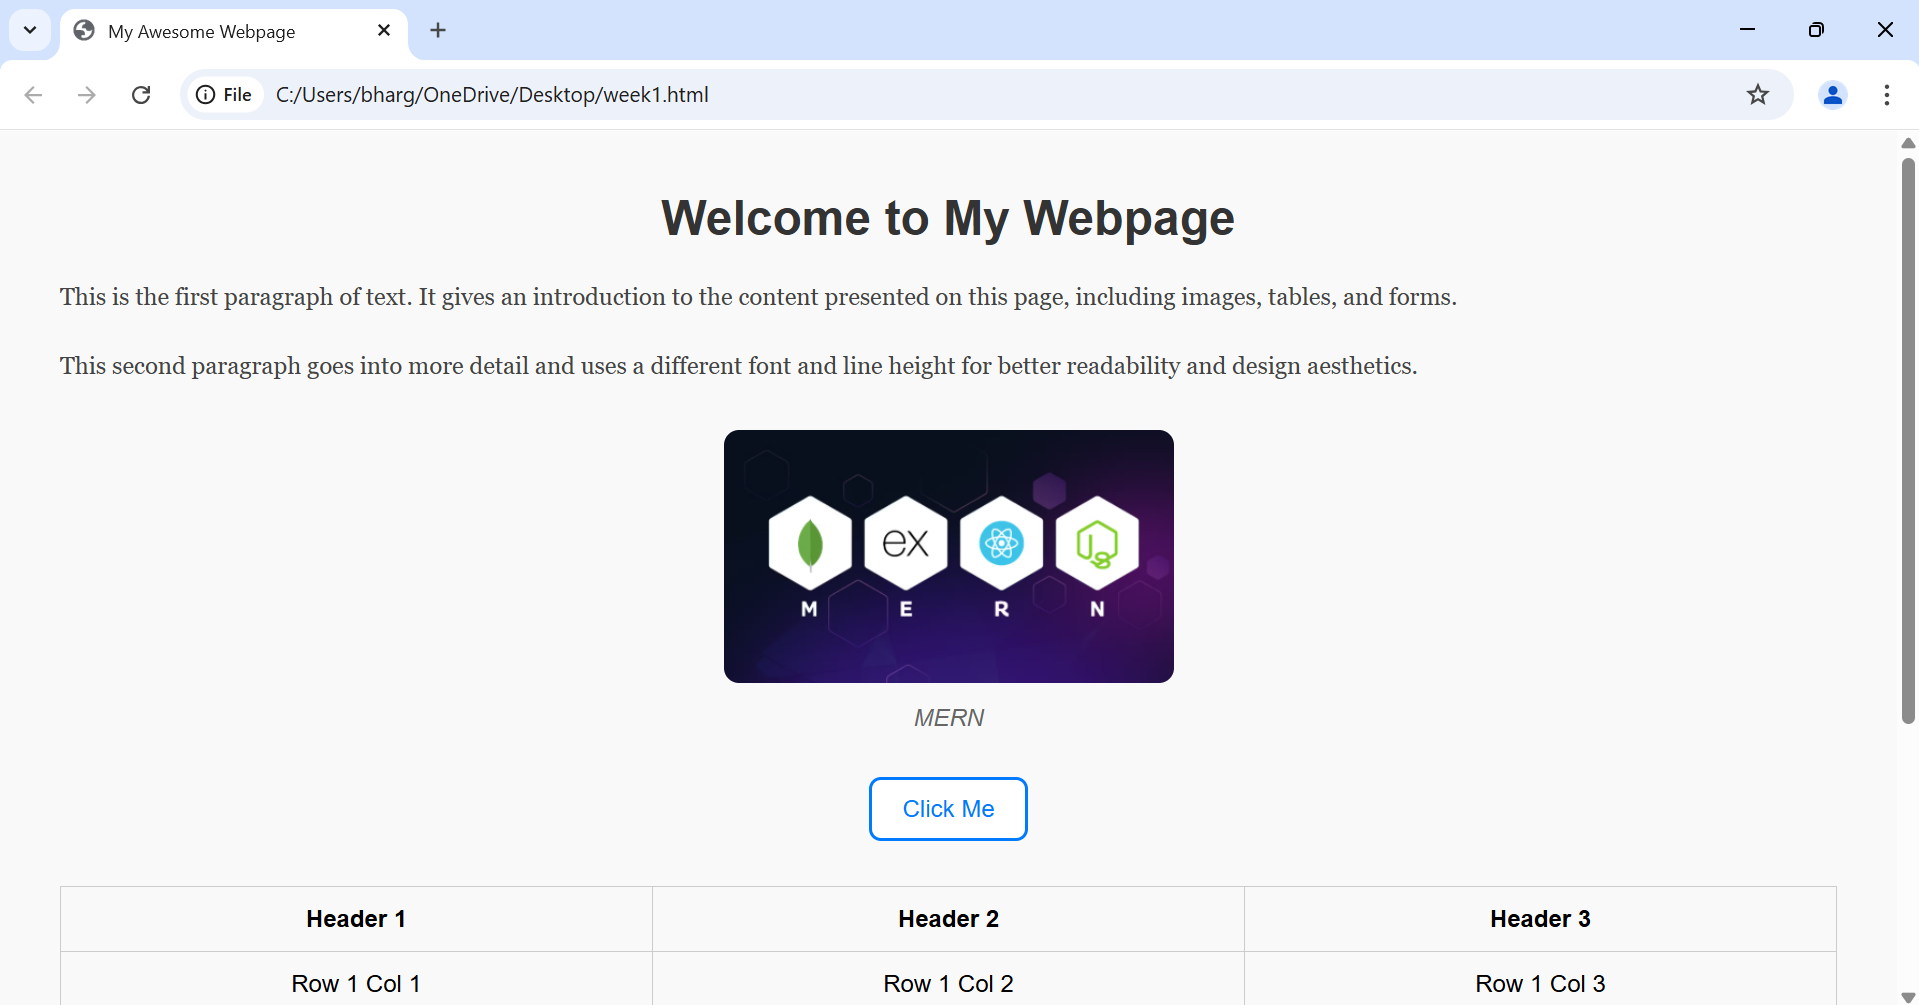 My Awesome Webpage
File C:/Users/bharg/OneDrive/Desktop/week1.html
Welcome to My Webpage
This is the first paragraph of text. It gives an introduction to the content presented on this page, including images, tables, and forms.
This second paragraph goes into more detail and uses a different font and line height for better readability and design aesthetics.
ex JS
M E R N
MERN
Click Me
Header 1 Header 2 Header 3
Row 1 Col 1 Row 1 Col 2 Row 1 Col 3